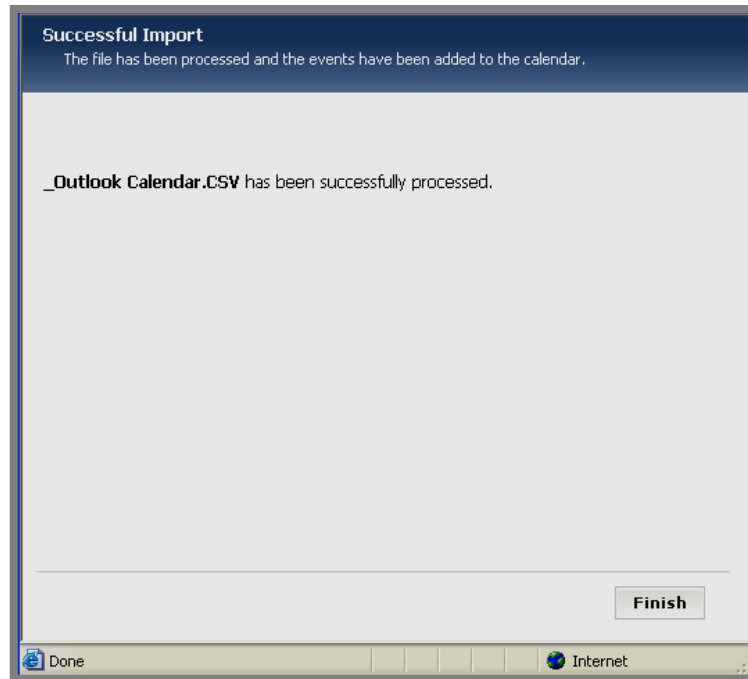 Successful Import
The file has been processed and the events have been added to the calendar.
_Outlook Calendar.CSV has been successfully processed.
Finish
Done
Internet